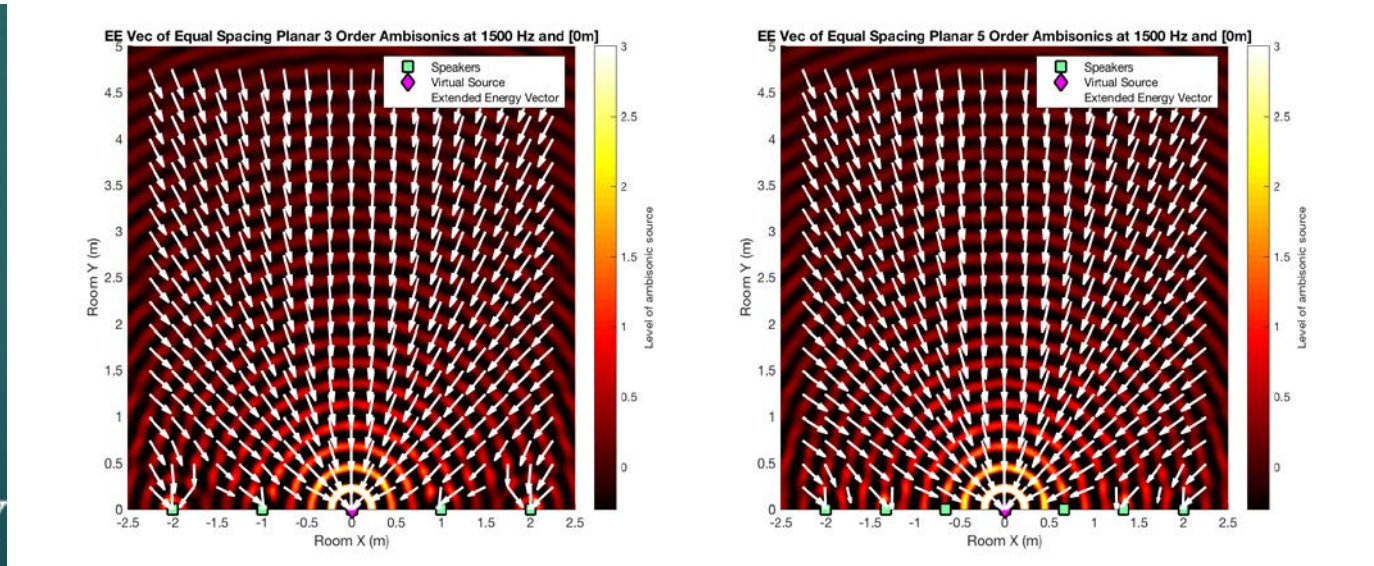 EE Vec of Equal Spacing Planar 3 Order Ambisonics at 1500 Hz and [0m]
Speakers
Virtual Source
Extended Energy Vector
5
4.5
4
3.5
3
2.5
2
1.5
1
0.5
0
Room Y (m)
-2.5 -2 -1.5 -1 -0.5 0 0.5 1 1.5 2 2.5
Room X (m)
3
2.5
2
1.5
1
0.5
0
Level of ambisonic source
EE Vec of Equal Spacing Planar 5 Order Ambisonics at 1500 Hz and [0m]
Speakers
Virtual Source
Extended Energy Vector
5
4.5
4
3.5
3
2.5
2
1.5
1
0.5
0
Room Y (m)
-2.5 -2 -1.5 -1 -0.5 0 0.5 1 1.5 2 2.5
Room X (m)
3
2.5
2
1.5
1
0.5
0
Level of ambisonic source